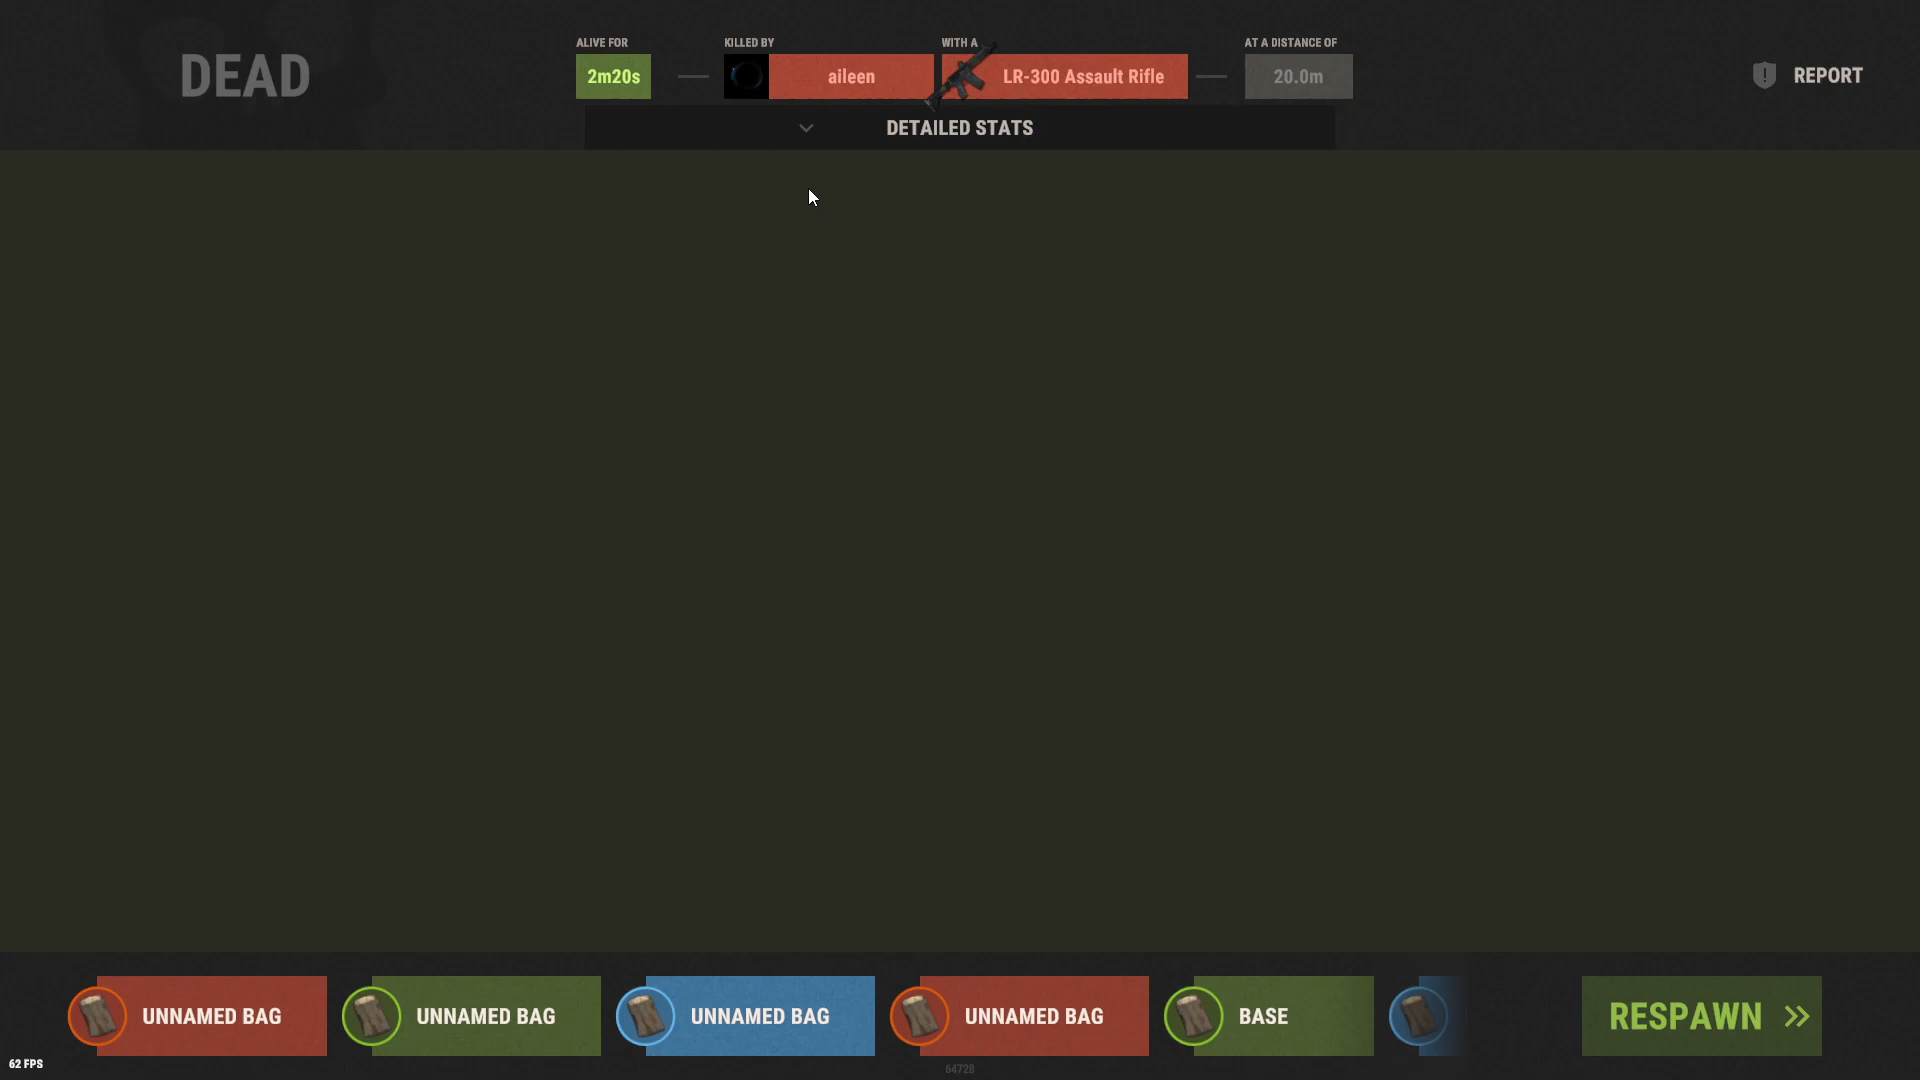 DEAD
ALIVE FOR
2m20s
KILLED BY
aileen
WITH A
LR-300 Assault Rifle
AT A DISTANCE OF
20.0m
REPORT
DETAILED STATS
UNNAMED BAG
UNNAMED BAG
UNNAMED BAG
UNNAMED BAG
BASE
RESPAWN
62 FPS
64728